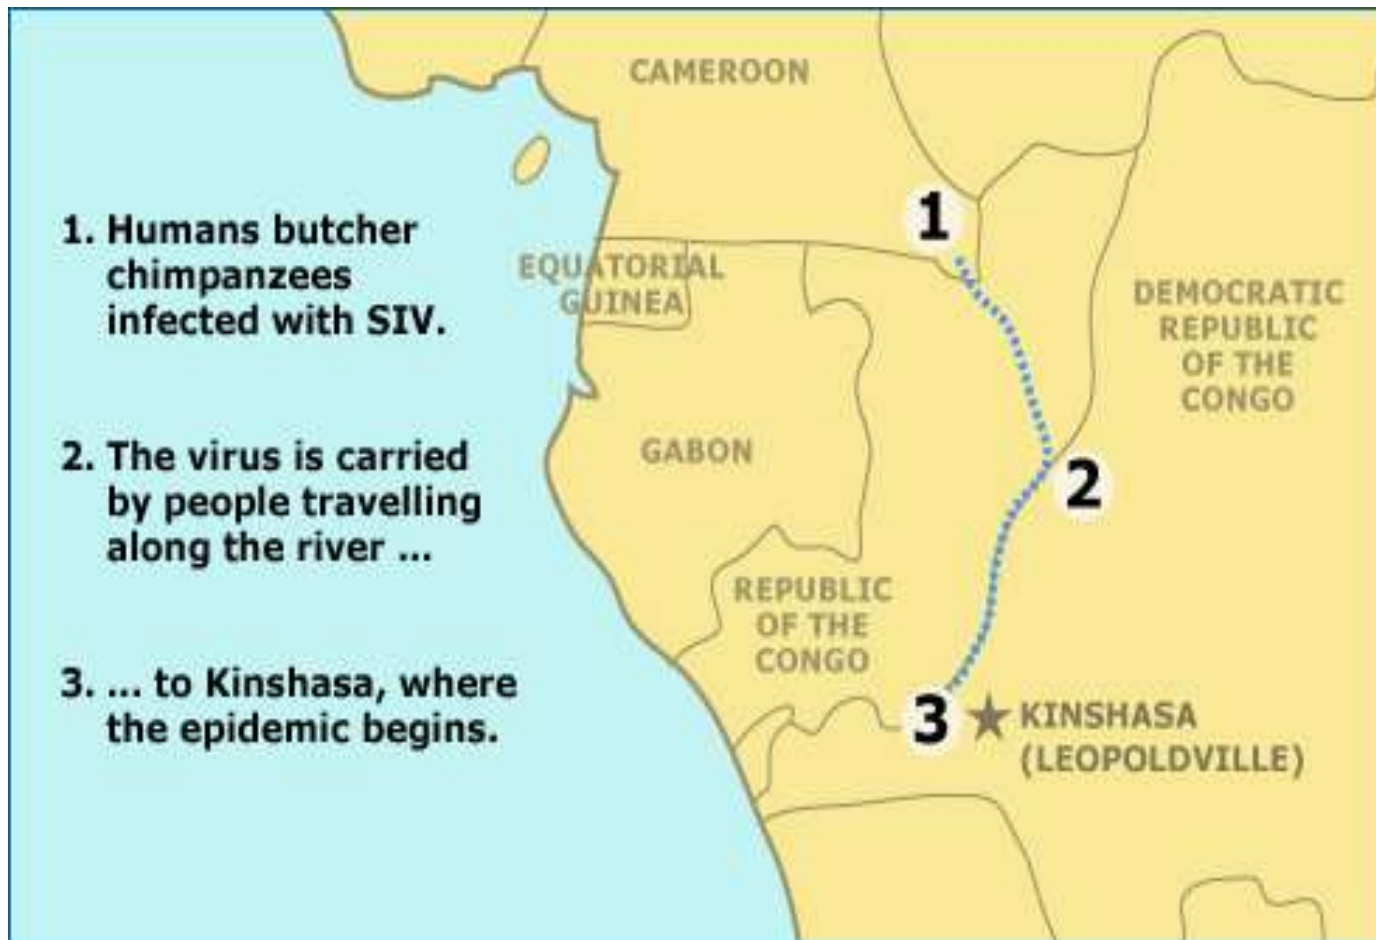 CAMEROON
1
1. Humans butcher
chimpanzees
infected with SIV.
EQUATORIAL
GUINEA
DEMOCRATIC
REPUBLIC
OF THE
CONGO
2. The virus is carried
by people travelling
along the river ...
GABON
2
REPUBLIC
OF THE
CONGO
3. ... to Kinshasa, where
the epidemic begins.
3
KINSHASA
(LEOPOLDVILLE)